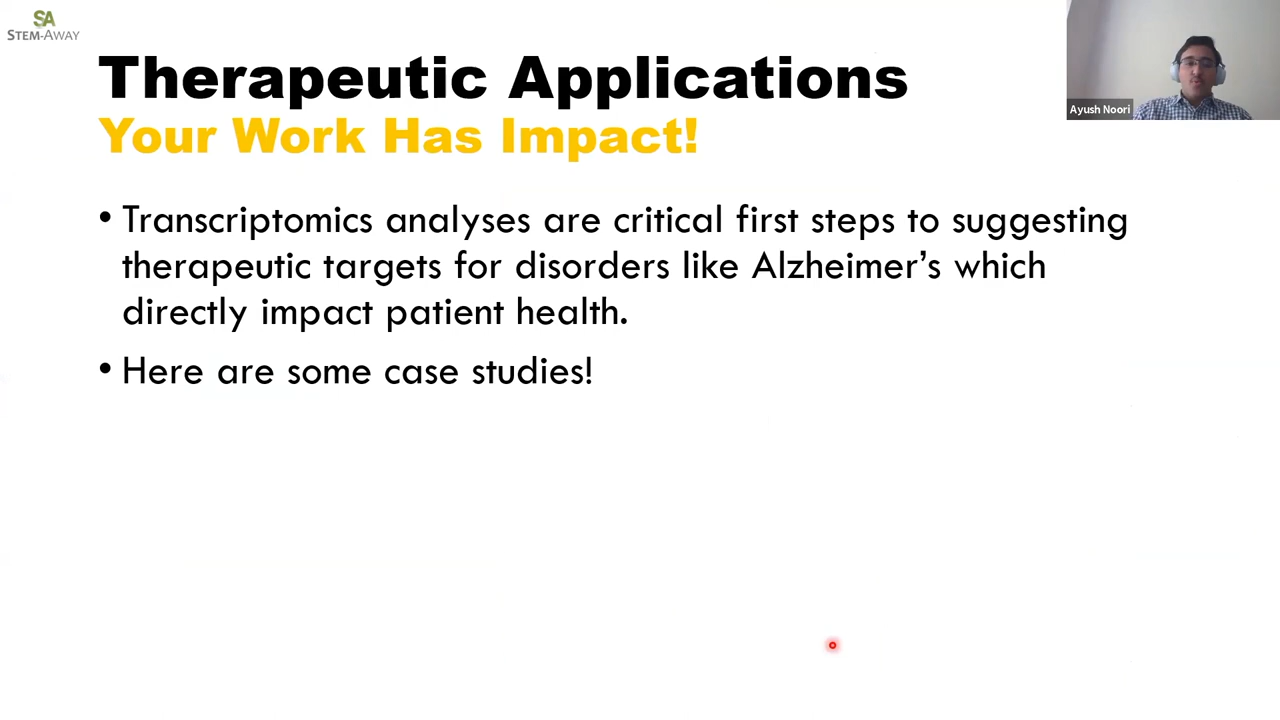 SA
STEM-AWAY
Therapeutic Applications
Your Work Has Impact!
Ayush Noori
• Transcriptomics analyses are critical first steps to suggesting
therapeutic targets for disorders like Alzheimer’s which
directly impact patient health.
• Here are some case studies!